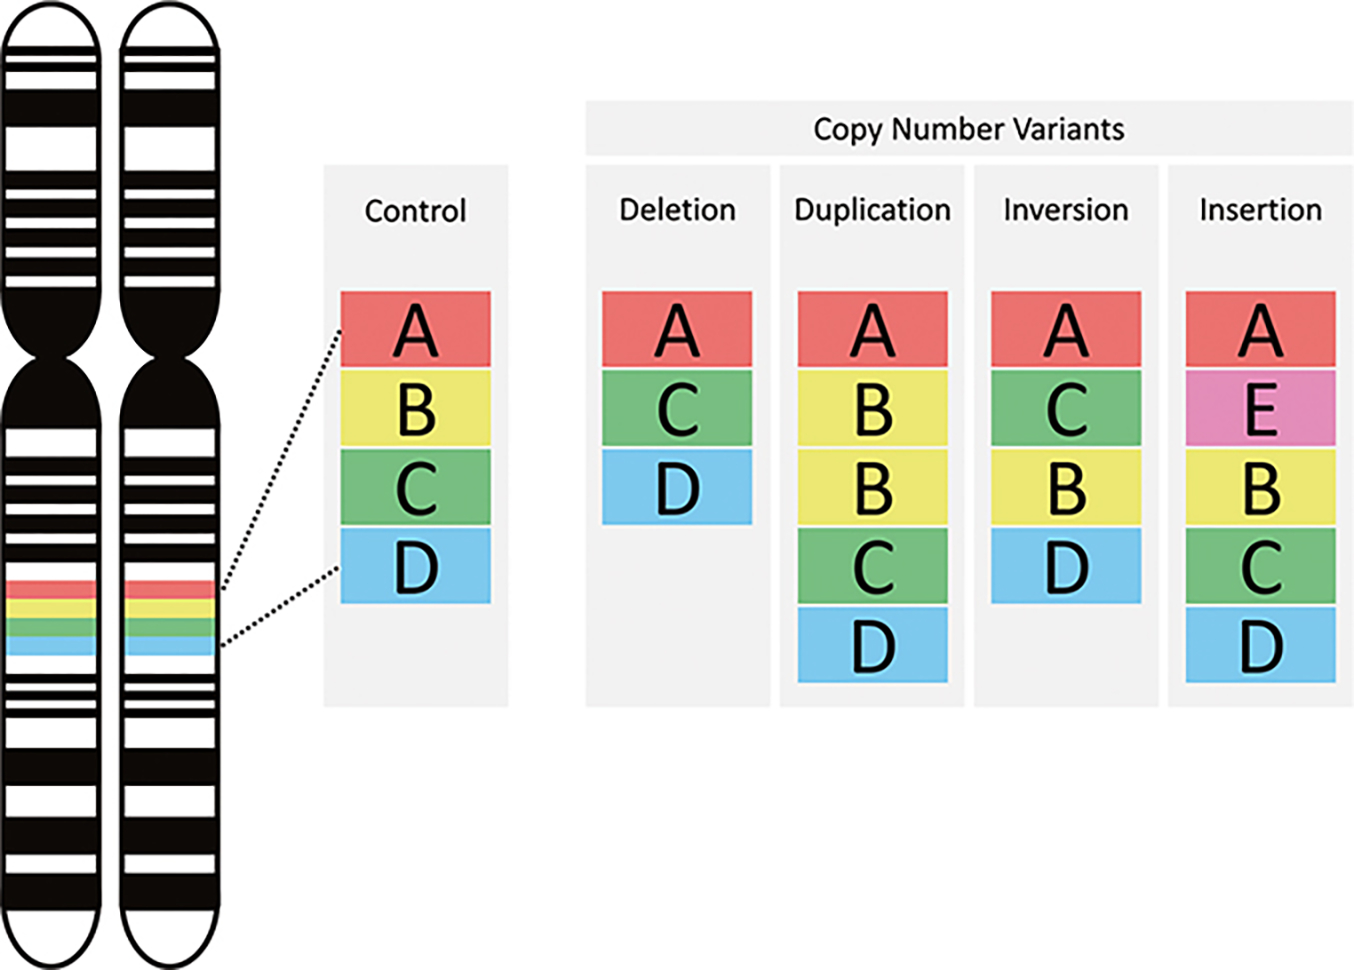 Copy Number Variants
Control
Deletion
Duplication
Inversion
Insertion
A
B
C
D
A
C
D
A
B
B
C
D
A
C
B
D
A
E
B
C
D